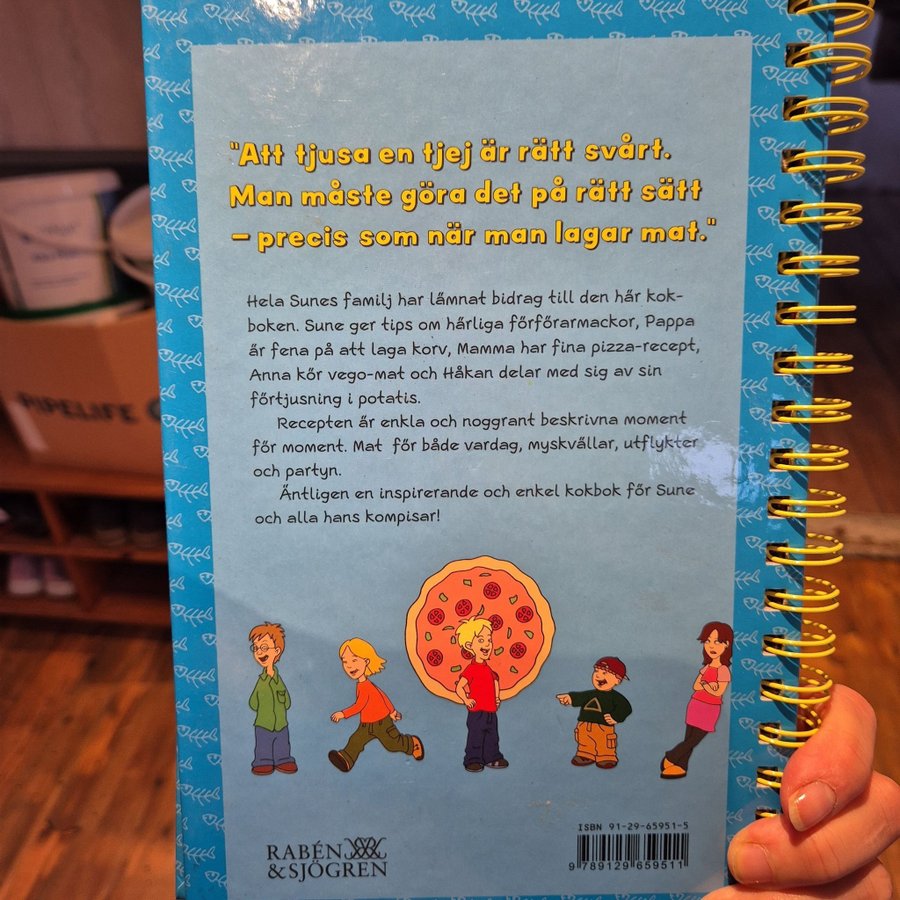 "Att tjusa en tjej är rätt svårt.
Man måste göra det på rätt sätt
– precis som när man lagar mat."
Hela Sunes familj har lämnat bidrag till den här kok-
boken. Sune ger tips om härliga förförarmackor, Pappa
är fena på att laga korv, Mamma har fina pizza-recept,
Anna kör vego-mat och Håkan delar med sig av sin
förtjusning i potatis.
Recepten är enkla och noggrant beskrivna moment
för moment. Mat för både vardag, myskvällar, utflykter
och partyn.
Äntligen en inspirerande och enkel kokbok för Sune
och alla hans kompisar!
RABÉN
&SJÖGREN
ISBN 91-29-65951-5
9 789129 659511
PIPELIFE